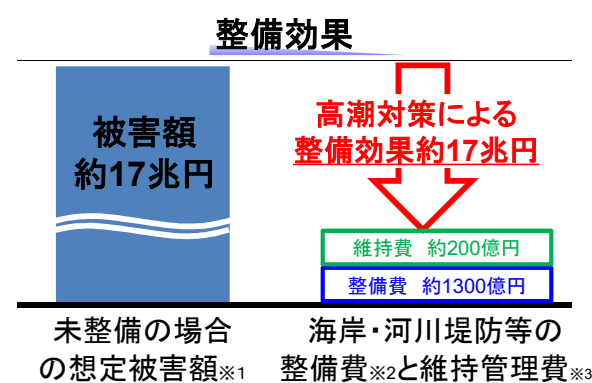 整備効果
被害額
約17兆円
高潮対策による
整備効果約17兆円
維持費　約200億円
整備費　約1300億円
未整備の場合
の想定被害額※1
海岸・河川堤防等の
整備費※2と維持管理費※3